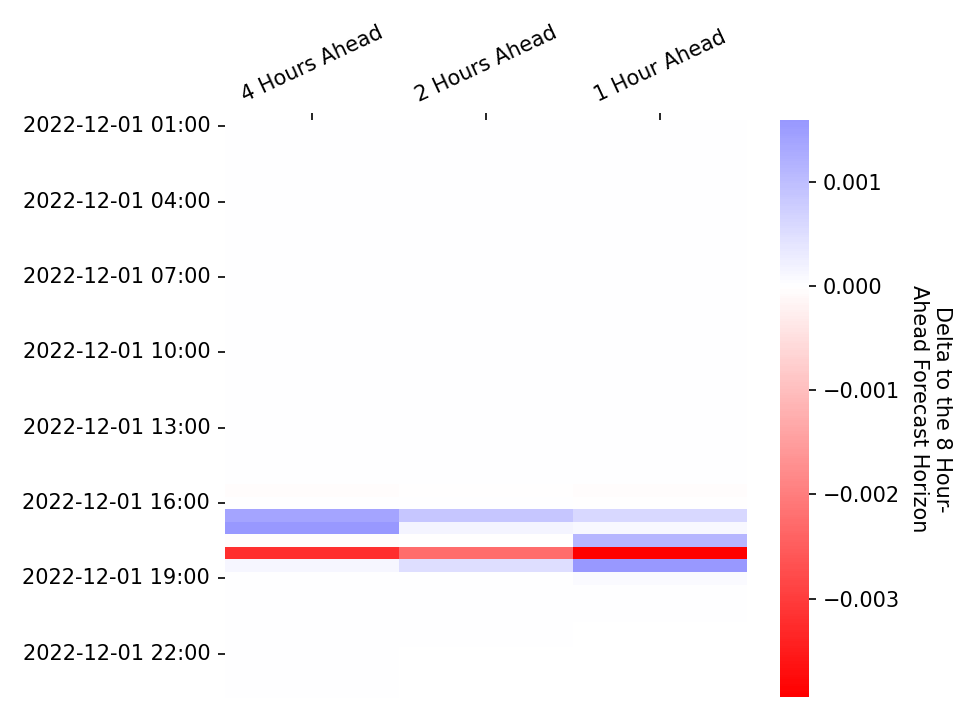 4 Hours Ahead
2 Hours Ahead
1 Hour Ahead
2022-12-01 01:00
2022-12-01 04:00
2022-12-01 07:00
2022-12-01 10:00
2022-12-01 13:00
2022-12-01 16:00
2022-12-01 19:00
2022-12-01 22:00
0.001
0.000
−0.001
−0.002
−0.003
Delta to the 8 Hour-
Ahead Forecast Horizon